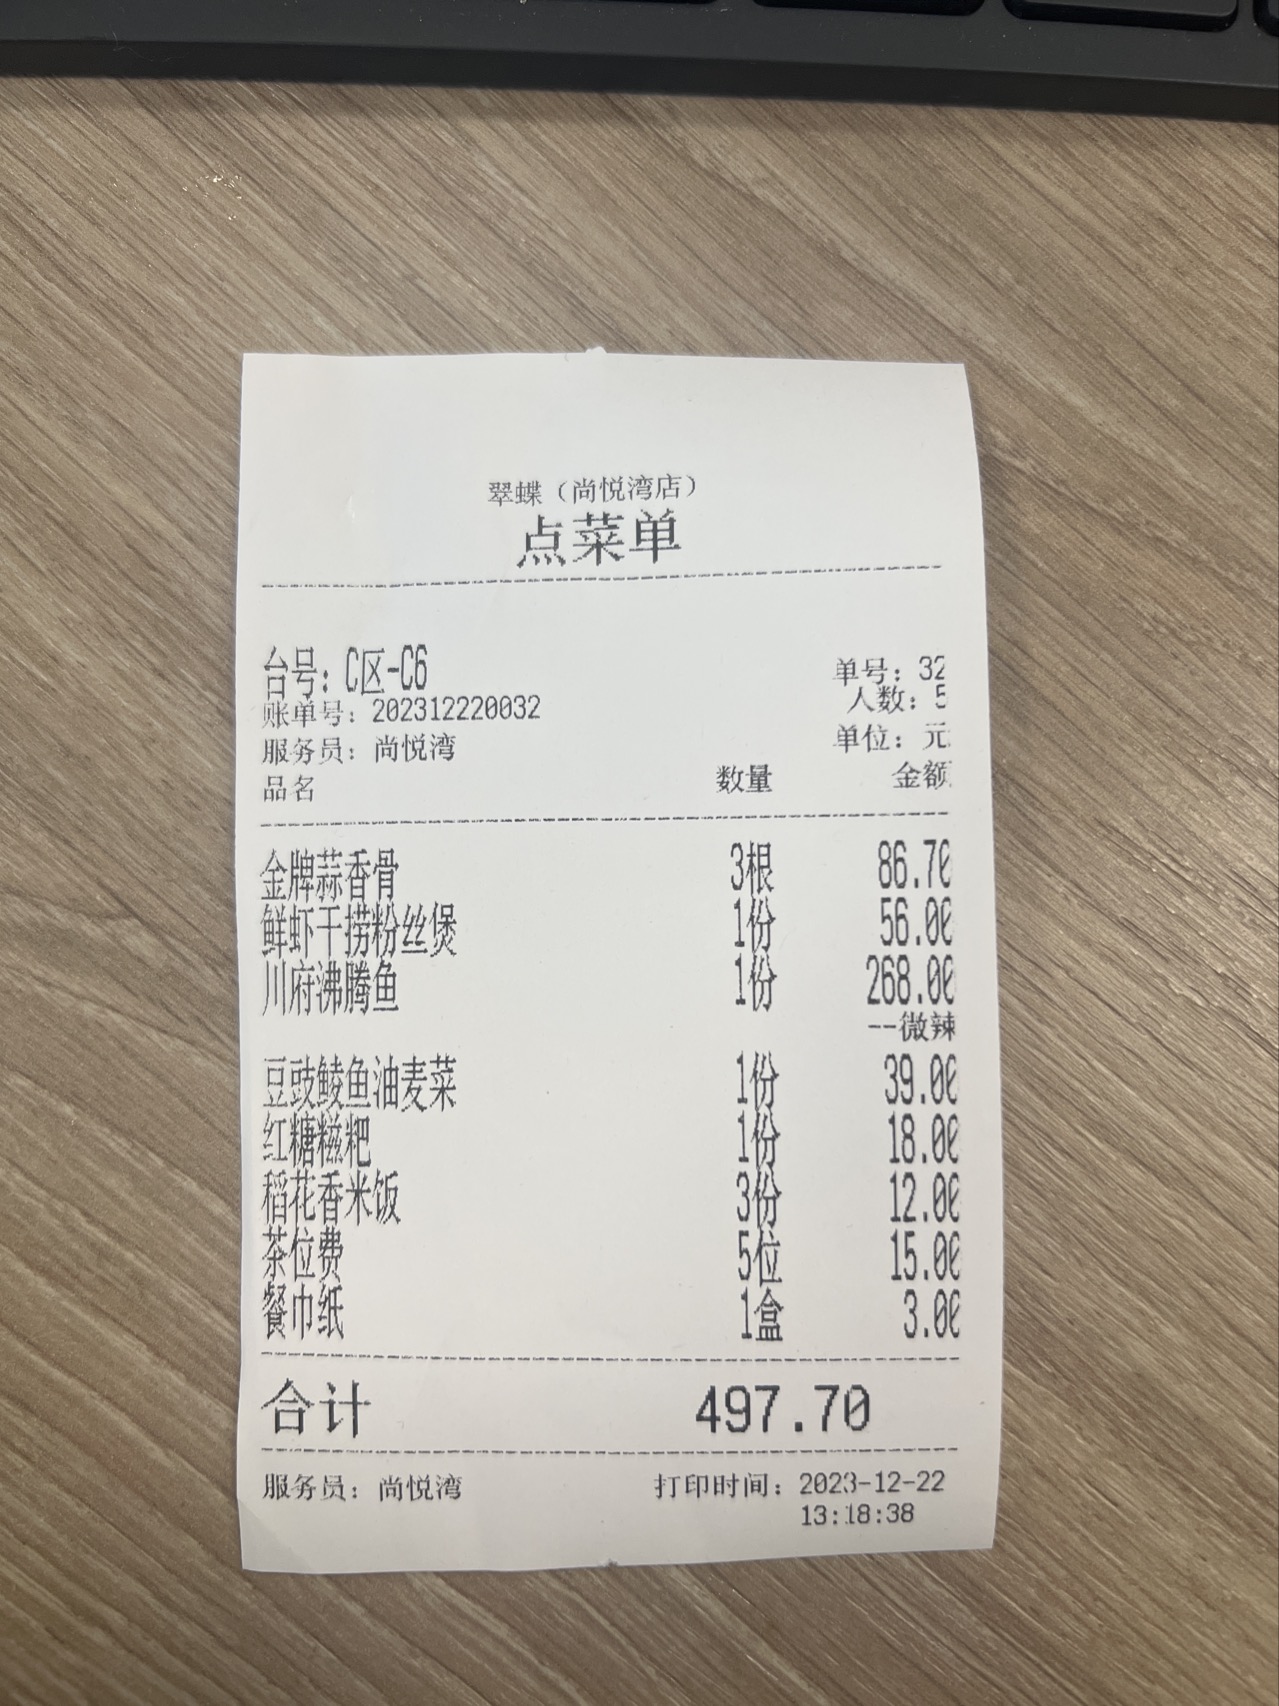 翠蝶（尚悦湾店）
点菜单
台号：C区-C6 单号：32
账单号：202312220032 人数：5
服务员：尚悦湾 单位：元
品名 数量 金额
金牌蒜香骨 3根 86.70
鲜虾干捞粉丝煲 1份 56.00
川府沸腾鱼 1份 268.00
--微辣
豆豉鲮鱼油麦菜 1份 39.00
红糖糍粑 1份 18.00
稻花香米饭 3份 12.00
茶位费 5位 15.00
餐巾纸 1盒 3.00
合计 497.70
服务员：尚悦湾 打印时间：2023-12-22
13:18:38